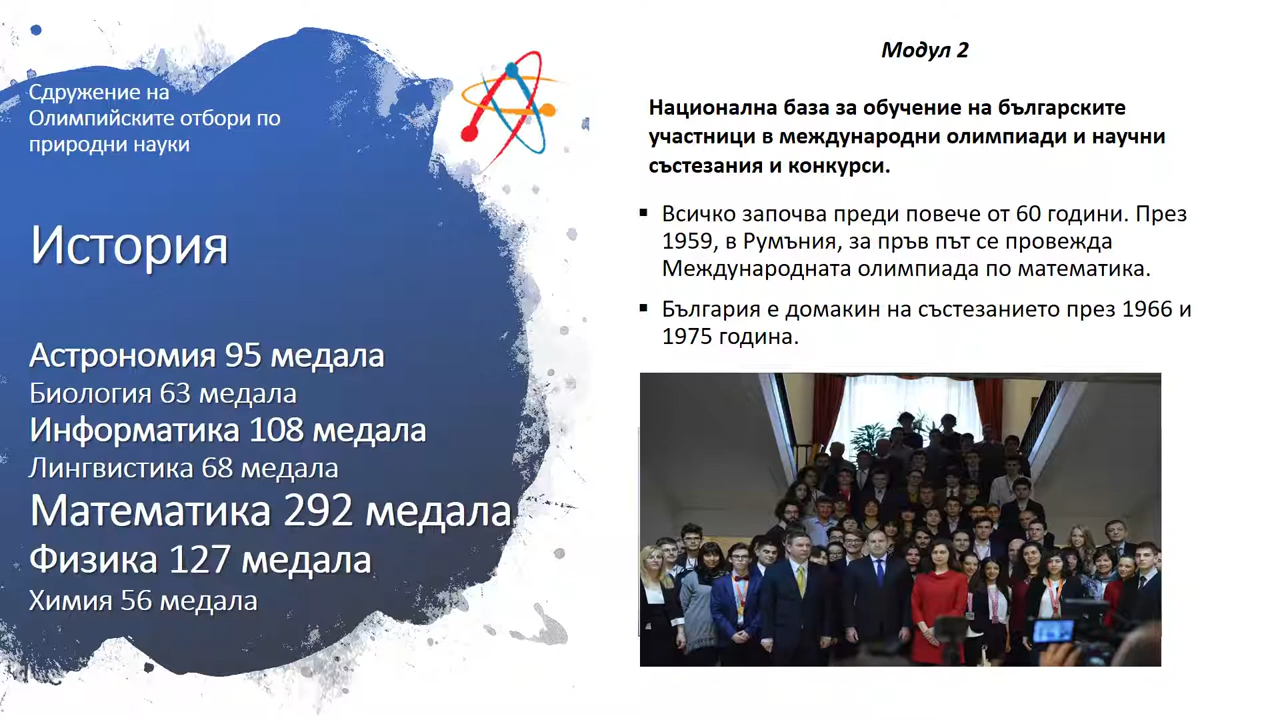 Сдружение на
Олимпийските отбори по
природни науки
История
Астрономия 95 медала
Биология 63 медала
Информатика 108 медала
Лингвистика 68 медала
Математика 292 медала
Физика 127 медала
Химия 56 медала
Модул 2
Национална база за обучение на българските
участници в международни олимпиади и научни
състезания и конкурси.
▪ Всичко започва преди повече от 60 години. През
1959, в Румъния, за пръв път се провежда
Международната олимпиада по математика.
▪ България е домакин на състезанието през 1966 и
1975 година.